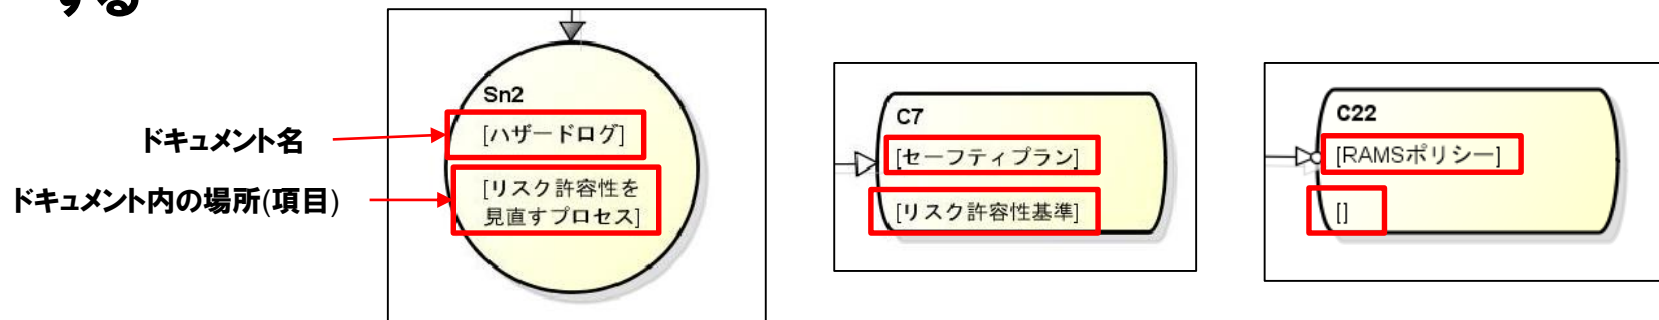 する
ドキュメント名
ドキュメント内の場所(項目)
Sn2
[ハザードログ]
[リスク許容性を
見直すプロセス]
C7
[セーフティプラン]
[リスク許容性基準]
C22
[RAMSポリシー]
[]